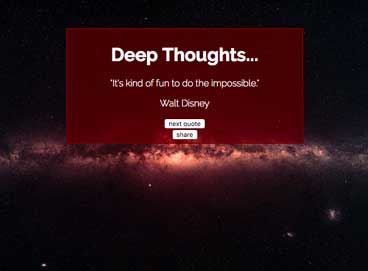 Deep Thoughts...
"It's kind of fun to do the impossible."
Walt Disney
next quote
share